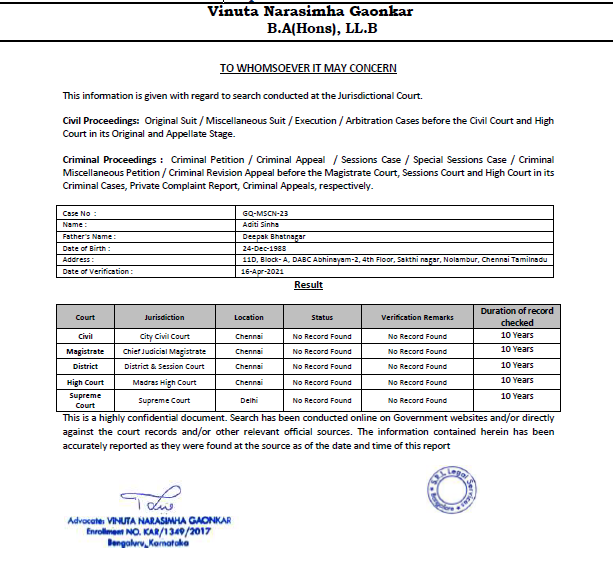 Vinuta Narasimha Gaonkar
B.A(Hons), LL.B
TO WHOMSOEVER IT MAY CONCERN
This information is given with regard to search conducted at the Jurisdictional Court.
Civil Proceedings: Original Suit / Miscellaneous Suit / Execution / Arbitration Cases before the Civil Court and High
Court in its Original and Appellate Stage.
Criminal Proceedings : Criminal Petition / Criminal Appeal / Sessions Case / Special Sessions Case / Criminal
Miscellaneous Petition / Criminal Revision Appeal before the Magistrate Court, Sessions Court and High Court in its
Criminal Cases, Private Complaint Report, Criminal Appeals, respectively.
Case No : GQ-MSCN-23
Name : Aditi Sinha
Father's Name : Deepak Bhatnagar
Date of Birth : 24-Dec-1988
Address : 11D, Block- A, DABC Abhinayam-2, 4th Floor, Sakthi nagar, Nolambur, Chennai Tamilnadu
Date of Verification : 16-Apr-2021
Result
Court Jurisdiction Location Status Verification Remarks Duration of record checked
Civil City Civil Court Chennai No Record Found No Record Found 10 Years
Magistrate Chief Judicial Magistrate Chennai No Record Found No Record Found 10 Years
District District & Session Court Chennai No Record Found No Record Found 10 Years
High Court Madras High Court Chennai No Record Found No Record Found 10 Years
Supreme Court Supreme Court Delhi No Record Found No Record Found 10 Years
This is a highly confidential document. Search has been conducted online on Government websites and/or directly
against the court records and/or other relevant official sources. The information contained herein has been
accurately reported as they were found at the source as of the date and time of this report
Advocate: VINUTA NARASIMHA GAONKAR
Enrollment NO. KAR/1349/2017
Bengaluru, Karnataka
Legal Services
Bengaluru